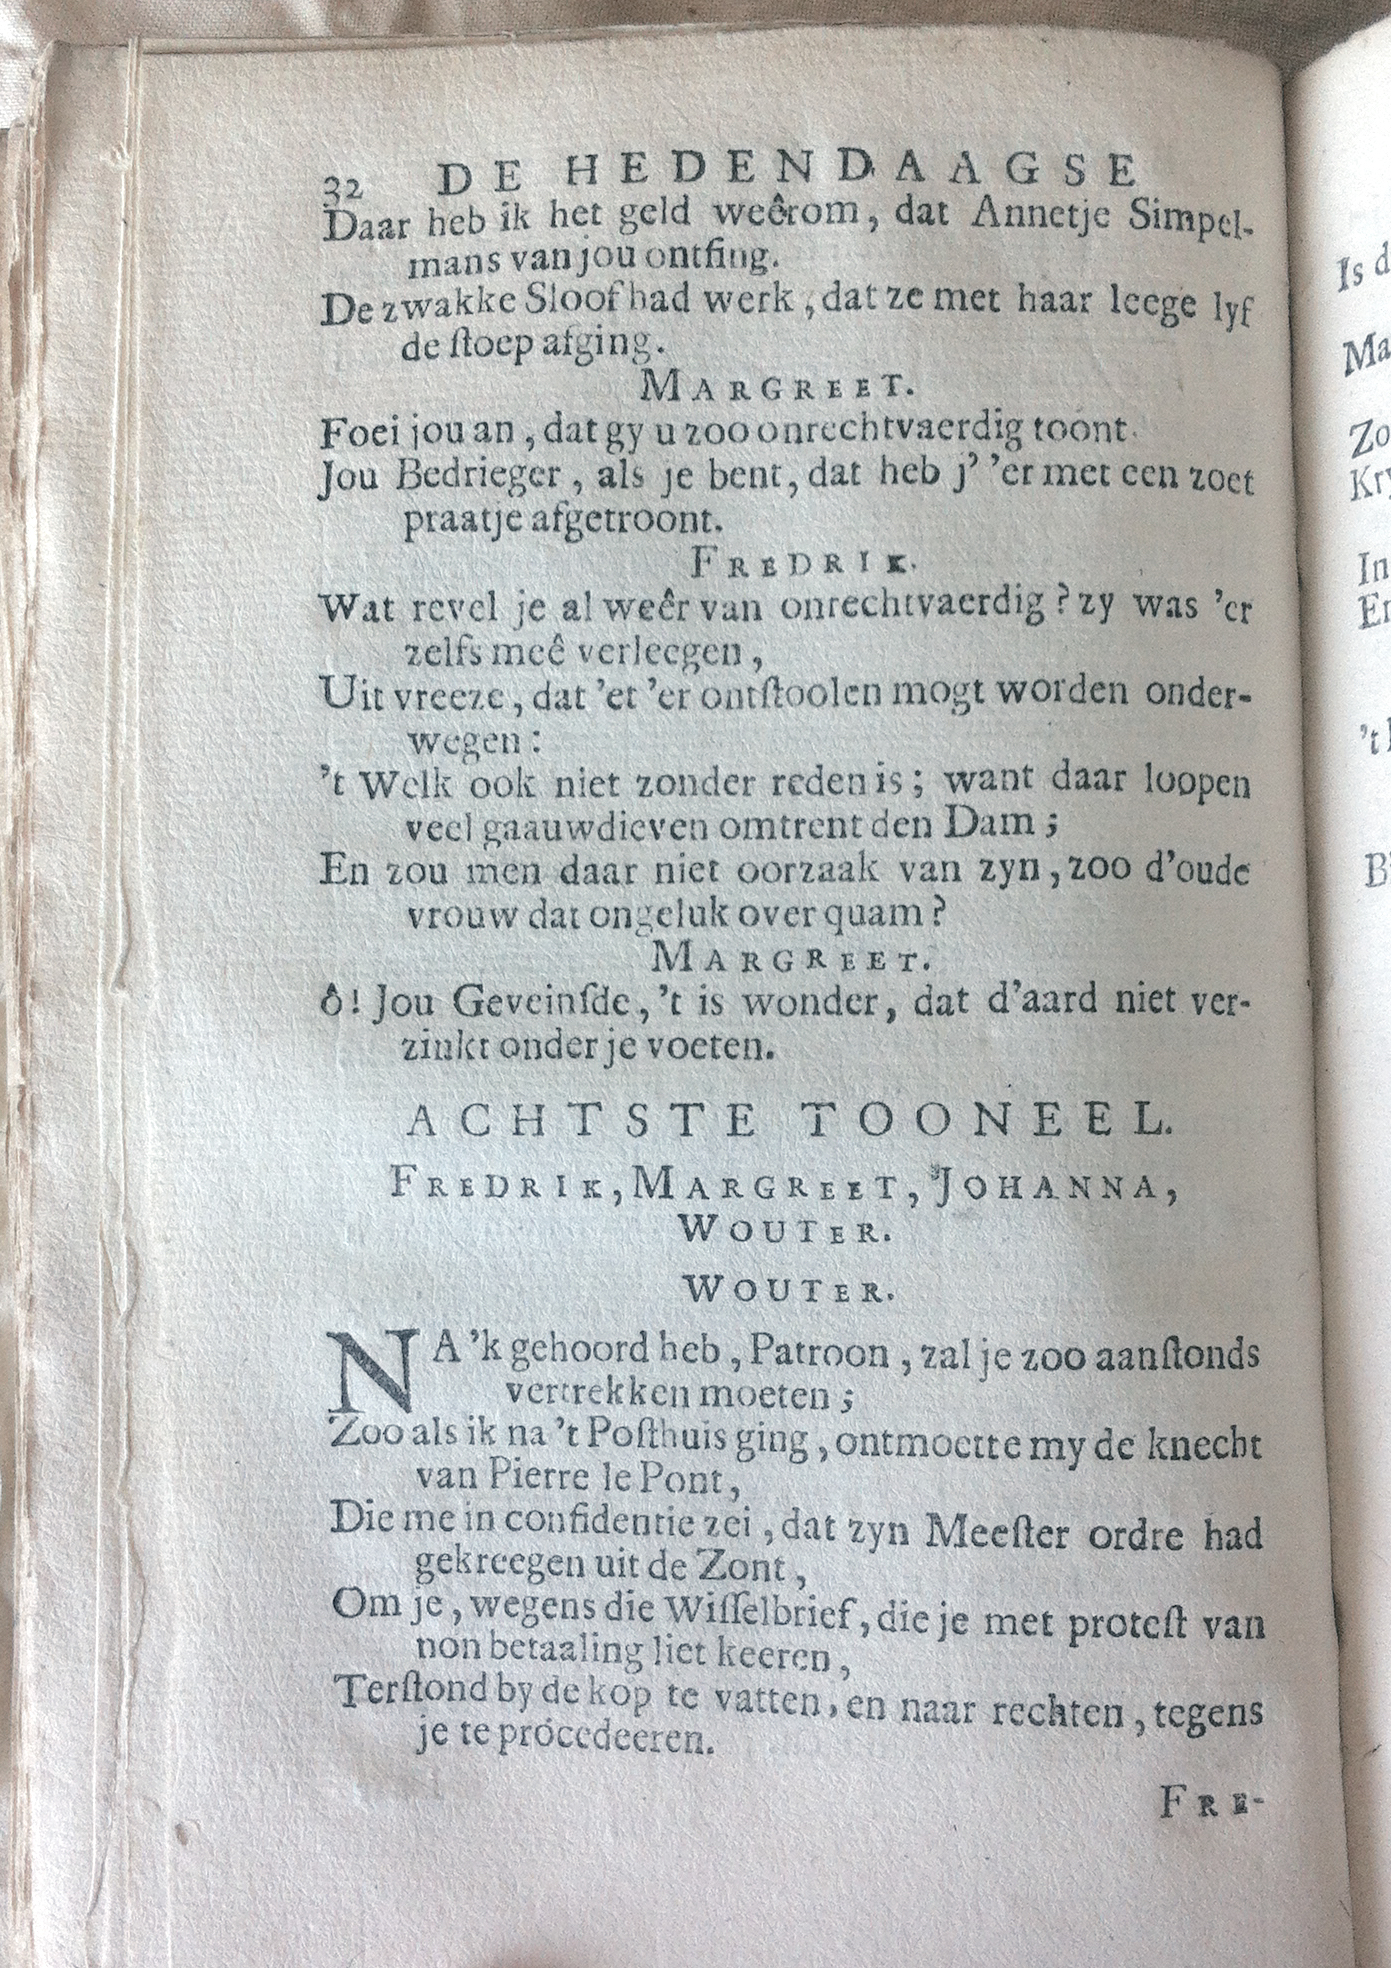 32 DE HEDENDAAGSE
Daar heb ik het geld weêrom, dat Annetje Simpel-
mans van jou ontfing.
De zwakke Sloof had werk, dat ze met haar leege lyf
de ſtoep afging.
MARGREET.
Foei jou an, dat gy u zoo onrechtvaerdig toont.
Jou Bedrieger, als je bent, dat heb j' 'er met een zoet
praatje afgetroont.
FREDRIK.
Wat revel je al weêr van onrechtvaerdig? zy was 'er
zelfs meê verleegen,
Uit vreeze, dat 'et 'er ontſtoolen mogt worden onder-
wegen:
't Welk ook niet zonder reden is; want daar loopen
veel gaauwdieven omtrent den Dam;
En zou men daar niet oorzaak van zyn, zoo d'oude
vrouw dat ongeluk over quam?
MARGREET.
ô! Jou Geveinſde, 't is wonder, dat d'aard niet ver-
zinkt onder je voeten.
ACHTSTE TOONEEL.
FREDRIK, MARGREET, JOHANNA,
WOUTER.
WOUTER.
NA 'k gehoord heb, Patroon, zal je zoo aanſtonds
vertrekken moeten;
Zoo als ik na 't Poſthuis ging, ontmoette my de knecht
van Pierre le Pont,
Die me in confidentie zei, dat zyn Meeſter ordre had
gekreegen uit de Zont,
Om je, wegens die Wiſſelbrief, die je met proteſt van
non betaaling liet keeren,
Terſtond by de kop te vatten, en naar rechten, tegens
je te prócedeeren.
FRE-
Is d
Ma
Zo
Kry
In
En
't